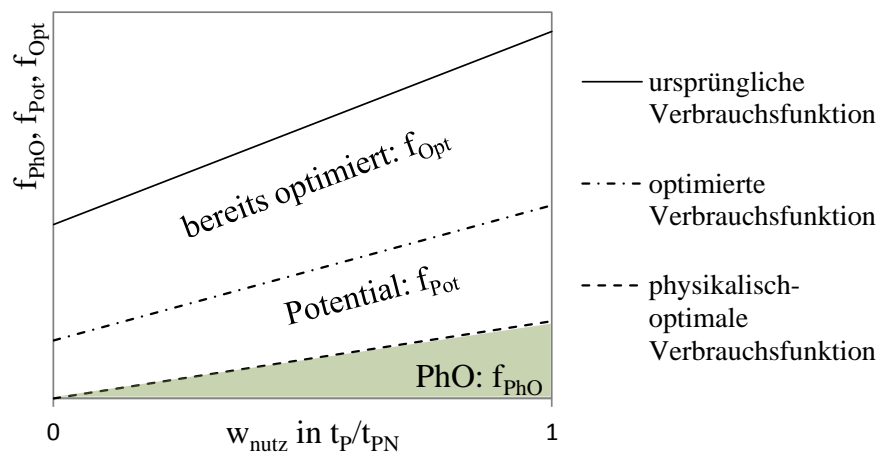 f_PhO, f_Pot, f_Opt
bereits optimiert: f_Opt
Potential: f_Pot
PhO: f_PhO
0
1
w_nutz in t_P/t_PN
ursprüngliche
Verbrauchsfunktion
optimierte
Verbrauchsfunktion
physikalisch-
optimale
Verbrauchsfunktion